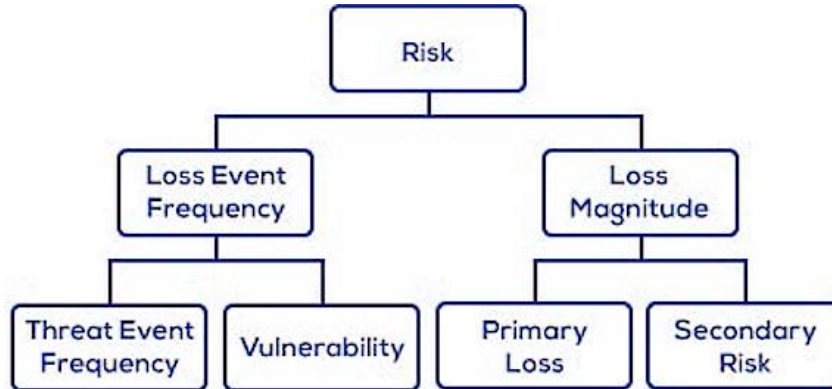 Risk
Loss Event
Frequency
Loss
Magnitude
Threat Event
Frequency
Vulnerability
Primary
Loss
Secondary
Risk